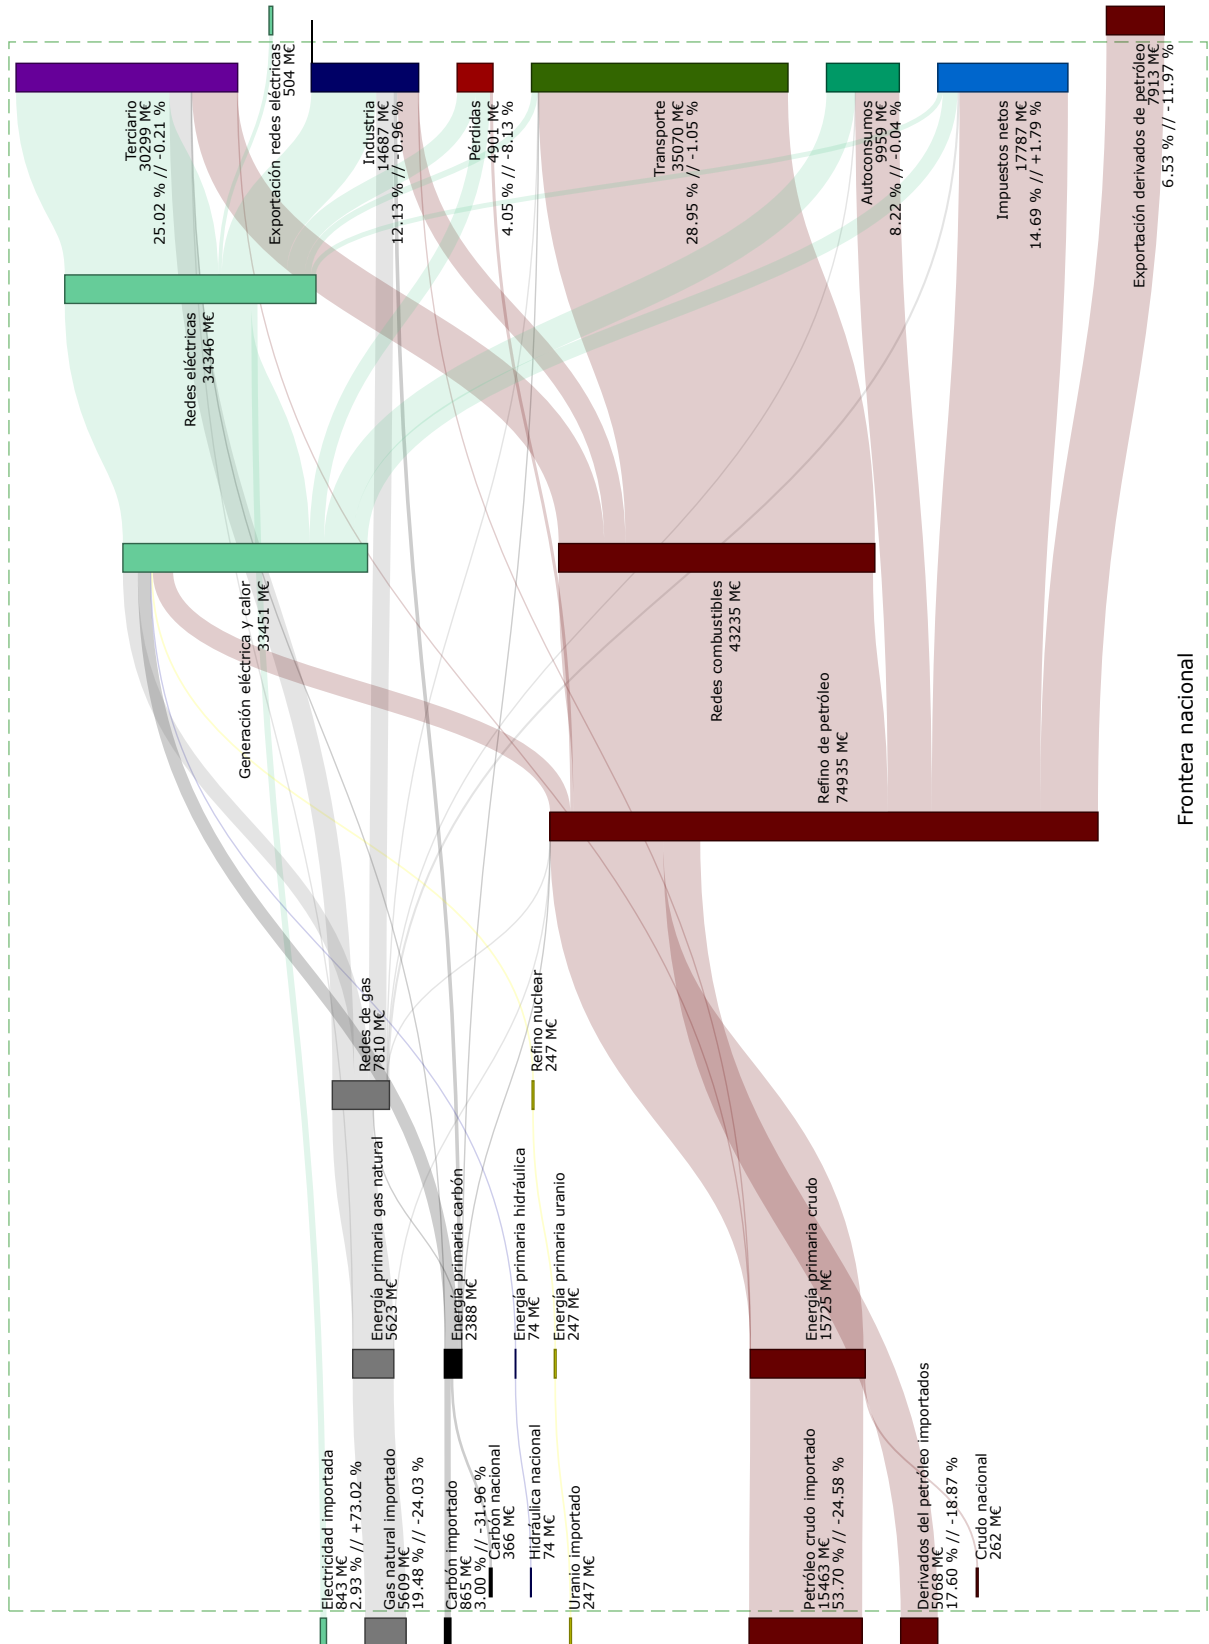 Terciario
30299 M€
25.02 % // -0.21 %
Exportación redes eléctricas
504 M€
Industria
14687 M€
12.13 % // -0.96 %
Pérdidas
4901 M€
4.05 % // -8.13 %
Transporte
35070 M€
28.95 % // -1.05 %
Autoconsumos
9959 M€
8.22 % // -0.04 %
Impuestos netos
17787 M€
14.69 % // +1.79 %
Exportación derivados de petróleo
7913 M€
6.53 % // -11.97 %
Redes eléctricas
34346 M€
Generación eléctrica y calor
33451 M€
Redes combustibles
43235 M€
Refino de petróleo
74935 M€
Frontera nacional
Redes de gas
7810 M€
Refino nuclear
247 M€
Energía primaria gas natural
5623 M€
Energía primaria carbón
2388 M€
Energía primaria hidráulica
74 M€
Energía primaria uranio
247 M€
Energía primaria crudo
15725 M€
Electricidad importada
843 M€
2.93 % // +73.02 %
Gas natural importado
5609 M€
19.48 % // -24.03 %
Carbón importado
865 M€
3.00 % // -31.96 %
Carbón nacional
366 M€
Hidráulica nacional
74 M€
Uranio importado
247 M€
Petróleo crudo importado
15463 M€
53.70 % // -24.58 %
Derivados del petróleo importados
5068 M€
17.60 % // -18.87 %
Crudo nacional
262 M€